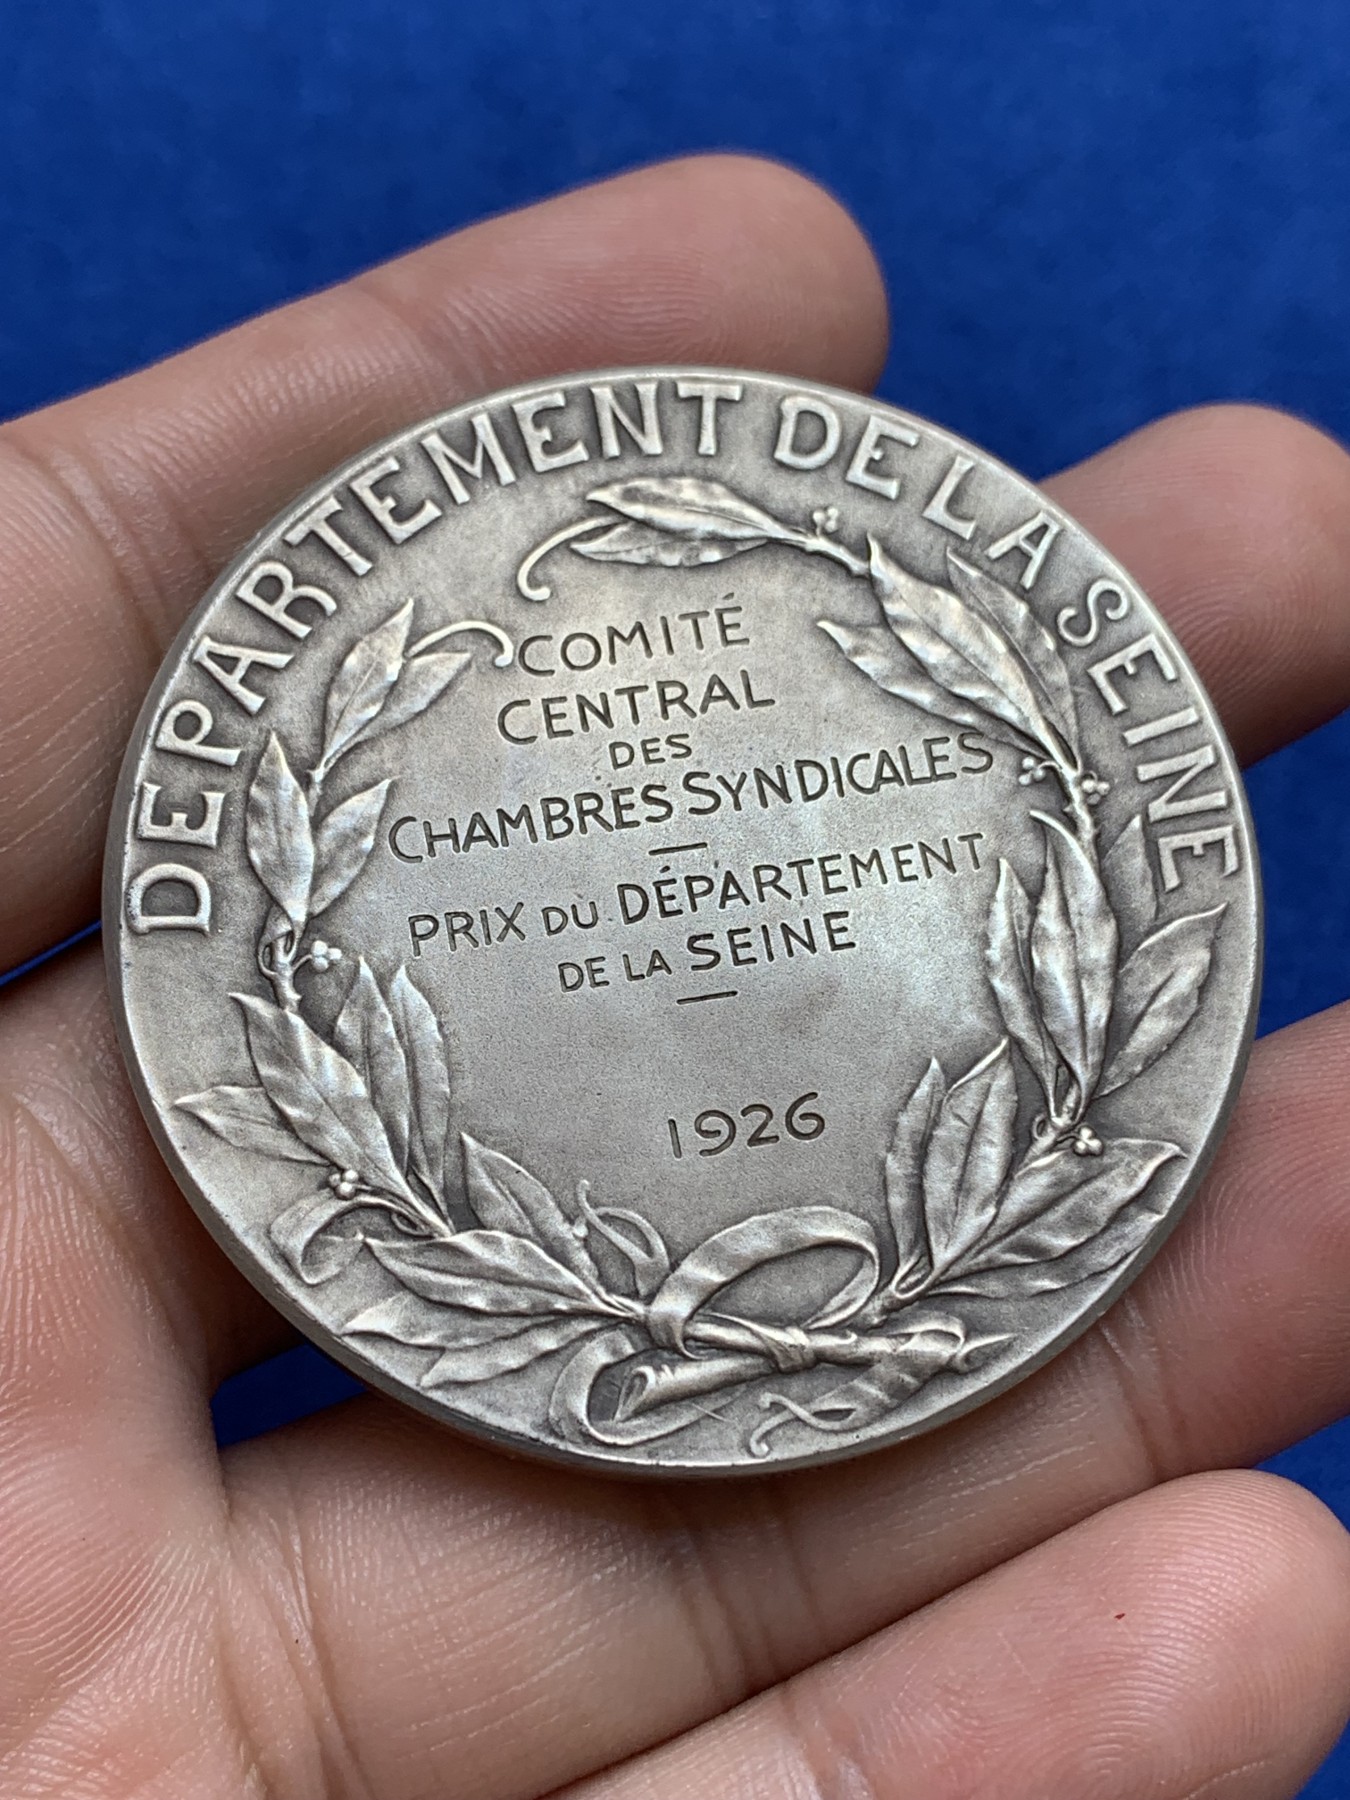 DEPARTEMENT DE LA SEINE
COMITÉ
CENTRAL
DES
CHAMBRES SYNDICALES
PRIX DU DÉPARTEMENT
DE LA SEINE
1926